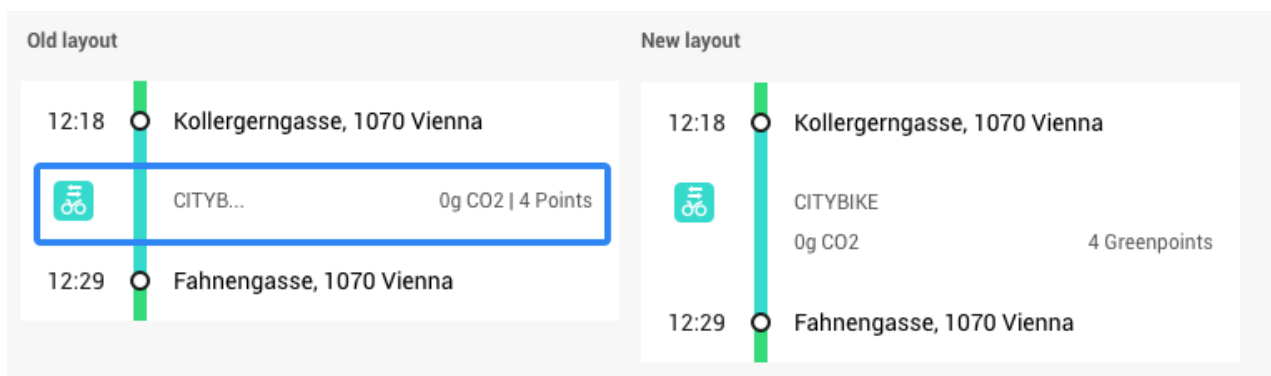 Old layout
12:18 Kollergerngasse, 1070 Vienna
CITYB... 0g CO2 | 4 Points
12:29 Fahnengasse, 1070 Vienna
New layout
12:18 Kollergerngasse, 1070 Vienna
CITYBIKE
0g CO2 4 Greenpoints
12:29 Fahnengasse, 1070 Vienna